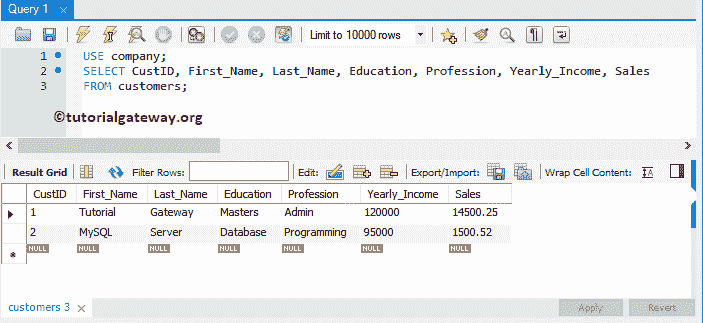 Query 1
Limit to 10000 rows
1 USE company;
2 SELECT CustID, First_Name, Last_Name, Education, Profession, Yearly_Income, Sales
3 FROM customers;
©tutorialgateway.org
Result Grid Filter Rows: Edit: Export/Import: Wrap Cell Content:
CustID First_Name Last_Name Education Profession Yearly_Income Sales
1 Tutorial Gateway Masters Admin 120000 14500.25
2 MySQL Server Database Programming 95000 1500.52
NULL NULL NULL NULL NULL NULL NULL
customers 3 Apply Revert